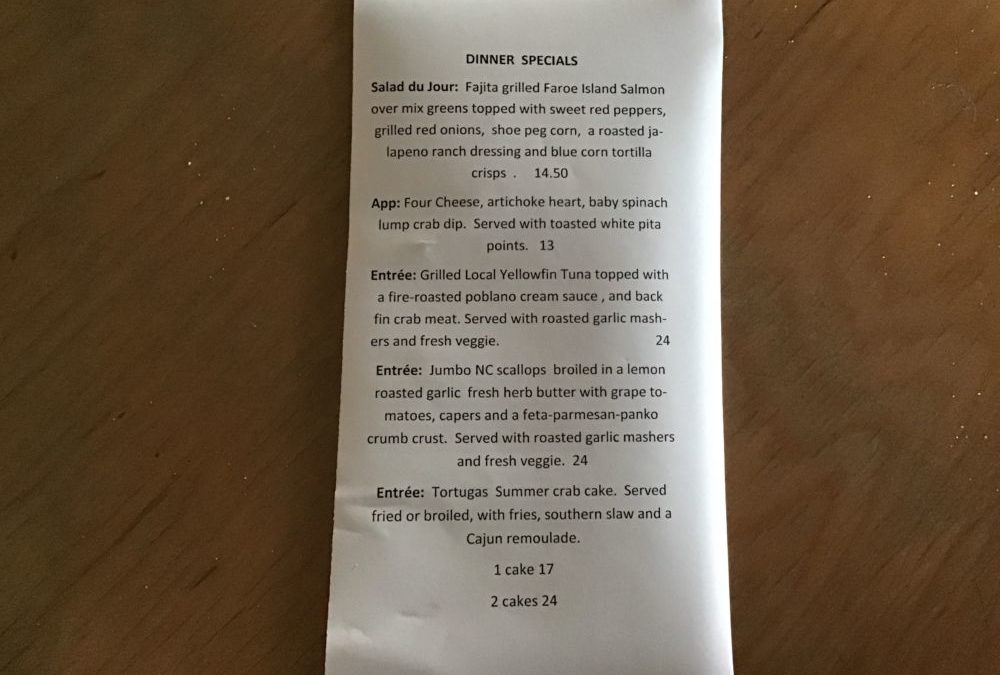 DINNER SPECIALS
Salad du Jour: Fajita grilled Faroe Island Salmon
over mix greens topped with sweet red peppers,
grilled red onions, shoe peg corn, a roasted ja-
lapeno ranch dressing and blue corn tortilla
crisps . 14.50
App: Four Cheese, artichoke heart, baby spinach
lump crab dip. Served with toasted white pita
points. 13
Entrée: Grilled Local Yellowfin Tuna topped with
a fire-roasted poblano cream sauce , and back
fin crab meat. Served with roasted garlic mash-
ers and fresh veggie. 24
Entrée: Jumbo NC scallops broiled in a lemon
roasted garlic fresh herb butter with grape to-
matoes, capers and a feta-parmesan-panko
crumb crust. Served with roasted garlic mashers
and fresh veggie. 24
Entrée: Tortugas Summer crab cake. Served
fried or broiled, with fries, southern slaw and a
Cajun remoulade.
1 cake 17
2 cakes 24